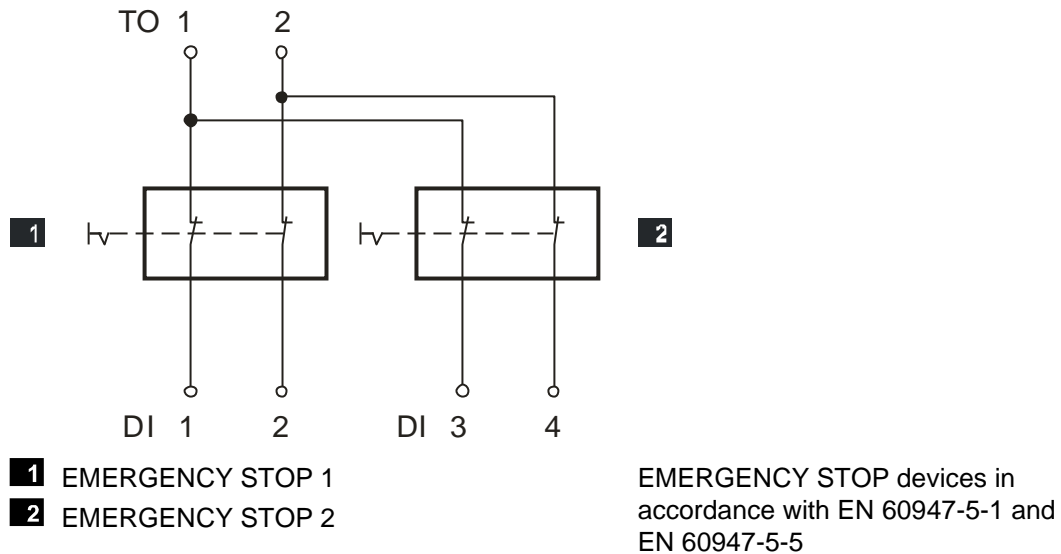 TO 1 2
1
2
DI 1 2 DI 3 4
1 EMERGENCY STOP 1
2 EMERGENCY STOP 2
EMERGENCY STOP devices in
accordance with EN 60947-5-1 and
EN 60947-5-5